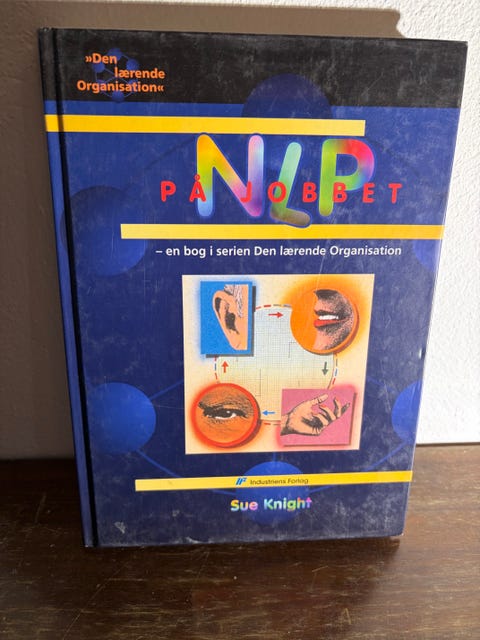 »Den
lærende
Organisation«
NLP
PÅ JOBBET
– en bog i serien Den lærende Organisation
Industriens Forlag
Sue Knight